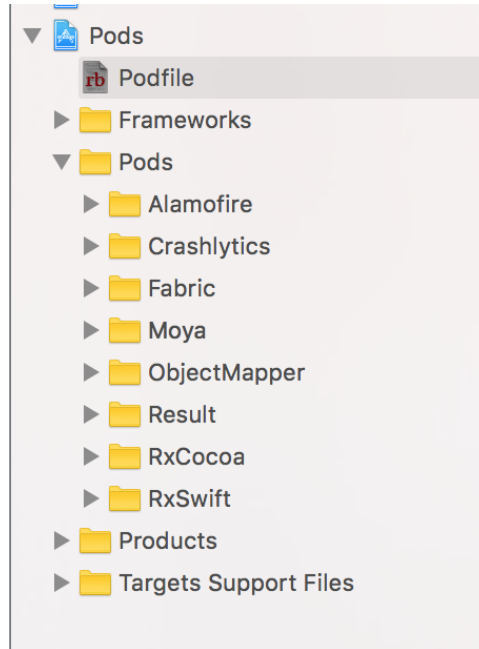 Pods
rb Podfile
Frameworks
Pods
Alamofire
Crashlytics
Fabric
Moya
ObjectMapper
Result
RxCocoa
RxSwift
Products
Targets Support Files